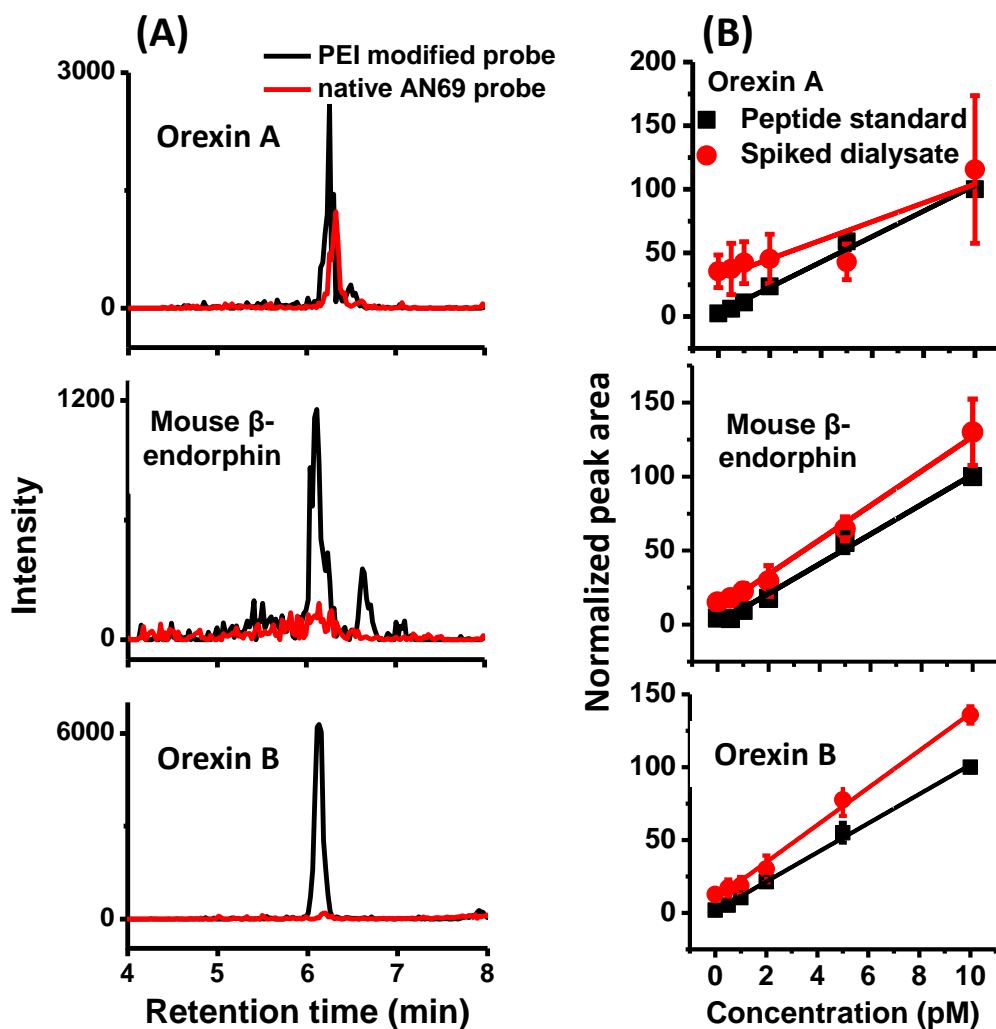 (A)
PEI modified probe
native AN69 probe
3000
0
Orexin A
1200
0
Mouse β-
endorphin
6000
0
Orexin B
4 5 6 7 8
Retention time (min)
Intensity
(B)
200
150
100
50
0
Orexin A
Peptide standard
Spiked dialysate
150
100
50
0
Mouse β-
endorphin
150
100
50
0
Orexin B
0 2 4 6 8 10
Concentration (pM)
Normalized peak area